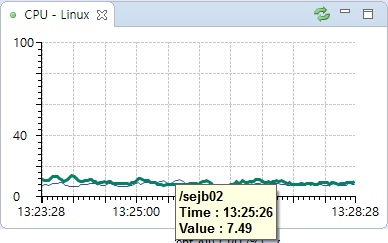 CPU - Linux
100
40
0
13:23:28 13:25:00 13:28:28
/sejb02
Time : 13:25:26
Value : 7.49